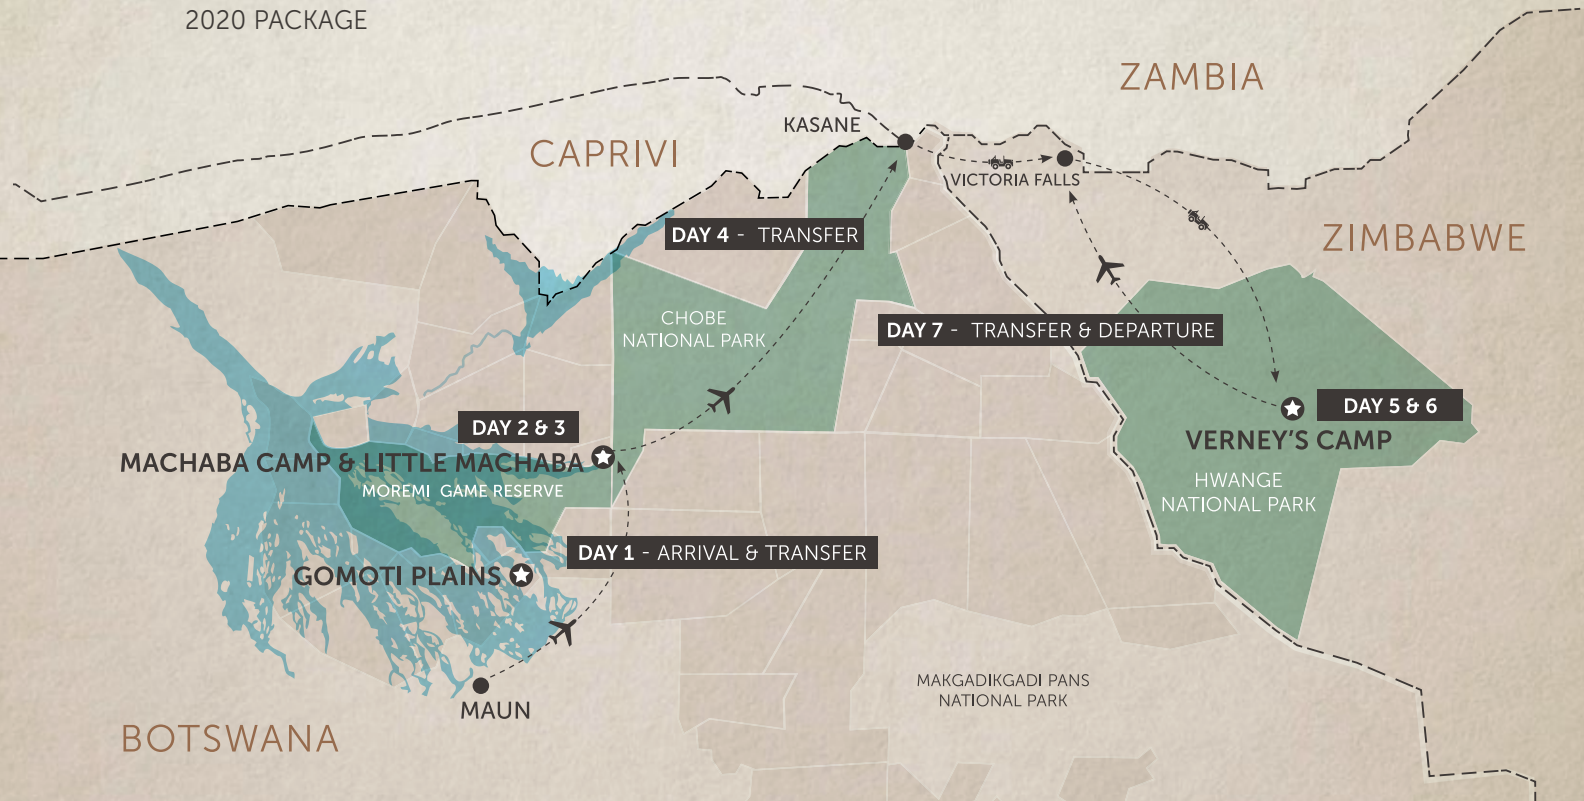 2020 PACKAGE
ZAMBIA
KASANE
CAPRIVI
VICTORIA FALLS
DAY 4 - TRANSFER
ZIMBABWE
CHOBE
NATIONAL PARK
DAY 7 - TRANSFER & DEPARTURE
DAY 5 & 6
DAY 2 & 3
VERNEY'S CAMP
MACHABA CAMP & LITTLE MACHABA
MOREMI GAME RESERVE
HWANGE
NATIONAL PARK
DAY 1 - ARRIVAL & TRANSFER
GOMOTI PLAINS
MAKGADIKGADI PANS
NATIONAL PARK
MAUN
BOTSWANA